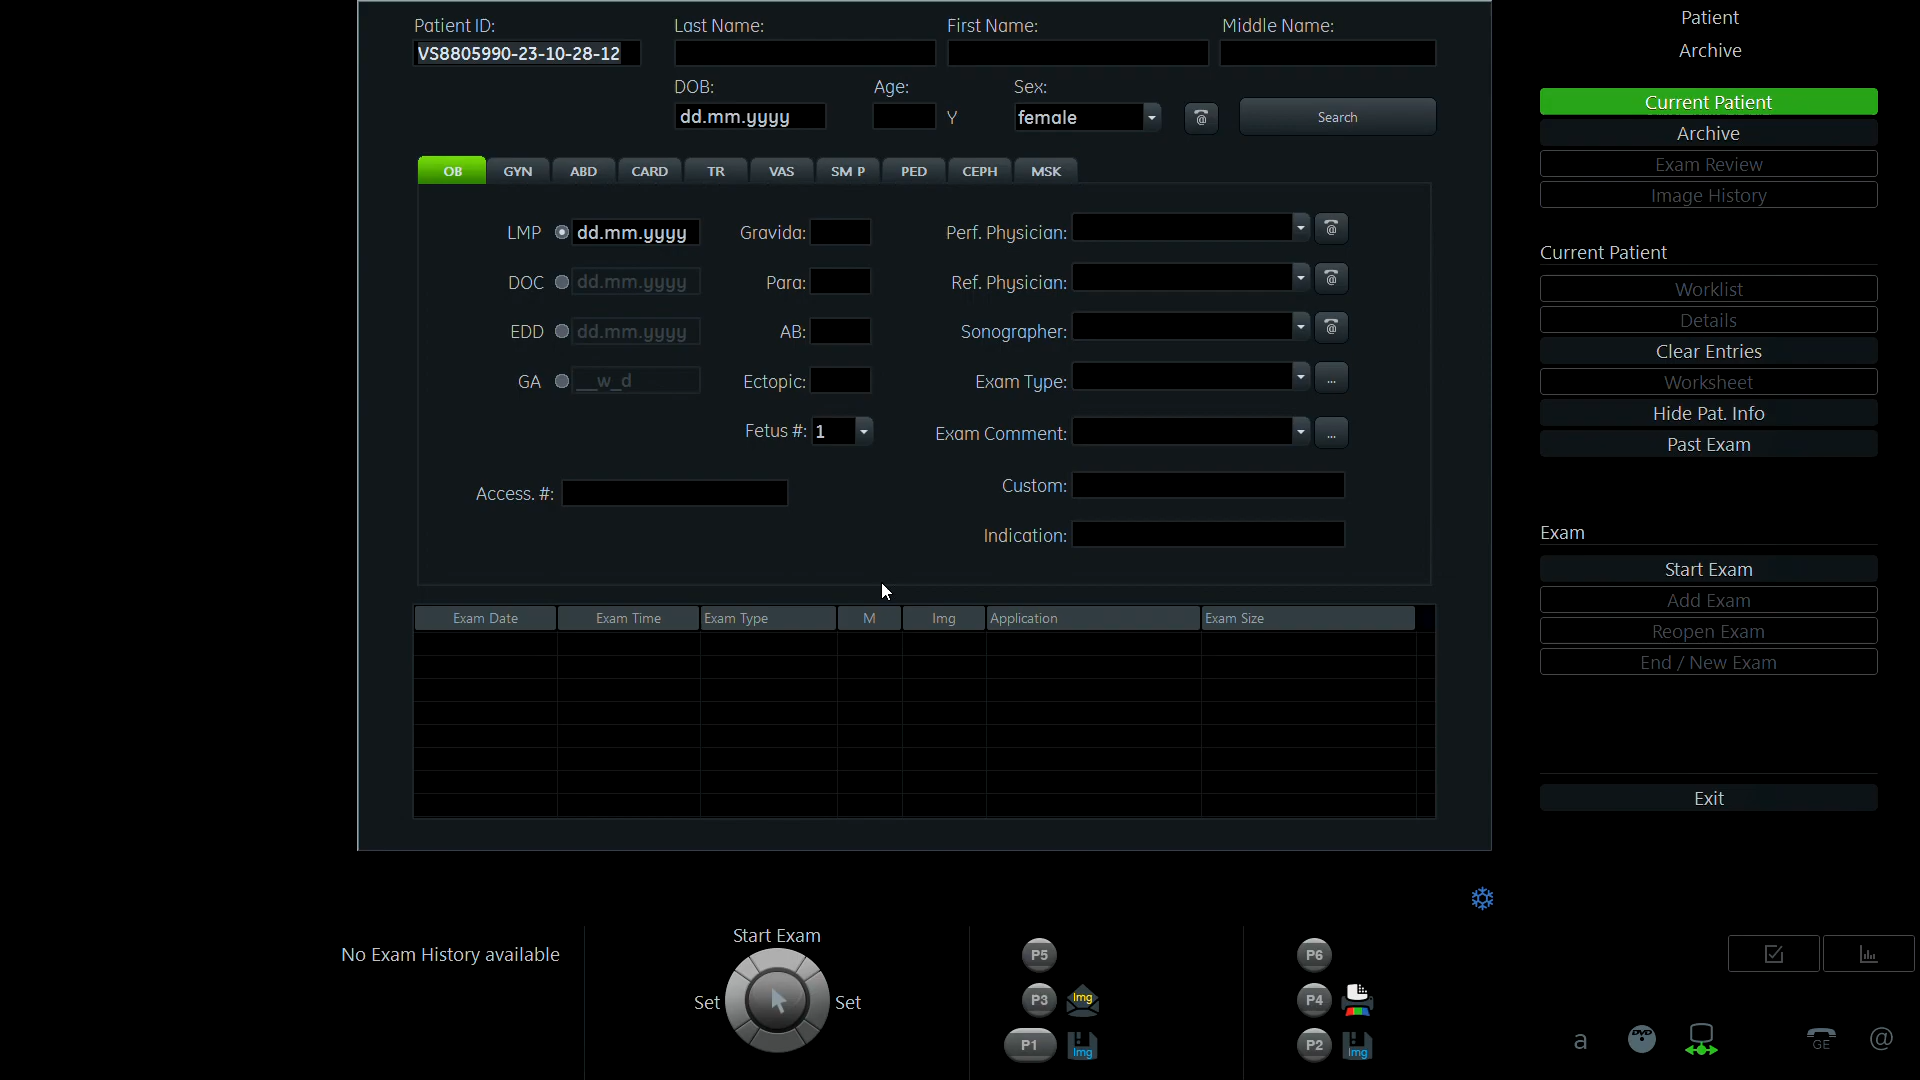 Patient ID: Last Name: First Name: Middle Name:
VS8805990-23-10-28-12
DOB: Age: Sex:
dd.mm.yyyy Y female @ Search
OB GYN ABD CARD TR VAS SM P PED CEPH MSK
LMP dd.mm.yyyy Gravida: Perf. Physician: @
DOC dd.mm.yyyy Para: Ref. Physician: @
EDD dd.mm.yyyy AB: Sonographer: @
GA __w_d Ectopic: Exam Type: ...
Fetus #: 1 Exam Comment: ...
Access. #: Custom:
Indication:
Exam Date Exam Time Exam Type M Img Application Exam Size
Patient
Archive
Current Patient
Archive
Exam Review
Image History
Current Patient
Worklist
Details
Clear Entries
Worksheet
Hide Pat. Info
Past Exam
Exam
Start Exam
Add Exam
Reopen Exam
End / New Exam
Exit
No Exam History available
Start Exam
Set Set
P5 P6
P3 Img P4
P1 Img P2 Img
a DVD GE @